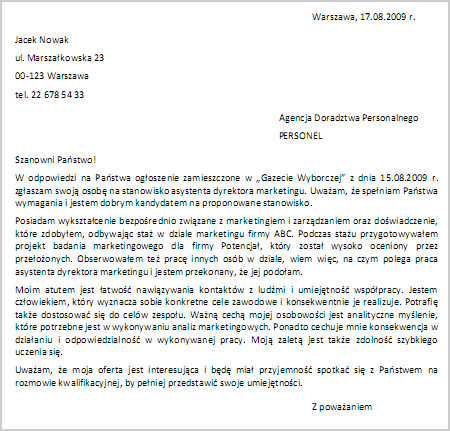 Warszawa, 17.08.2009 r.
Jacek Nowak
ul. Marszałkowska 23
00-123 Warszawa
tel. 22 678 54 33
Agencja Doradztwa Personalnego
PERSONEL
Szanowni Państwo!
W odpowiedzi na Państwa ogłoszenie zamieszczone w „Gazecie Wyborczej” z dnia 15.08.2009 r.
zgłaszam swoją osobę na stanowisko asystenta dyrektora marketingu. Uważam, że spełniam Państwa
wymagania i jestem dobrym kandydatem na proponowane stanowisko.
Posiadam wykształcenie bezpośrednio związane z marketingiem i zarządzaniem oraz doświadczenie,
które zdobyłem, odbywając staż w dziale marketingu firmy ABC. Podczas stażu przygotowywałem
projekt badania marketingowego dla firmy Potencjał, który został wysoko oceniony przez
przełożonych. Obserwowałem też pracę innych osób w dziale, wiem więc, na czym polega praca
asystenta dyrektora marketingu i jestem przekonany, że jej podołam.
Moim atutem jest łatwość nawiązywania kontaktów z ludźmi i umiejętność współpracy. Jestem
człowiekiem, który wyznacza sobie konkretne cele zawodowe i konsekwentnie je realizuje. Potrafię
także dostosować się do celów zespołu. Ważną cechą mojej osobowości jest analityczne myślenie,
które potrzebne jest w wykonywaniu analiz marketingowych. Ponadto cechuje mnie konsekwencja w
działaniu i odpowiedzialność w wykonywanej pracy. Moją zaletą jest także zdolność szybkiego
uczenia się.
Uważam, że moja oferta jest interesująca i będę miał przyjemność spotkać się z Państwem na
rozmowie kwalifikacyjnej, by pełniej przedstawić swoje umiejętności.
Z poważaniem